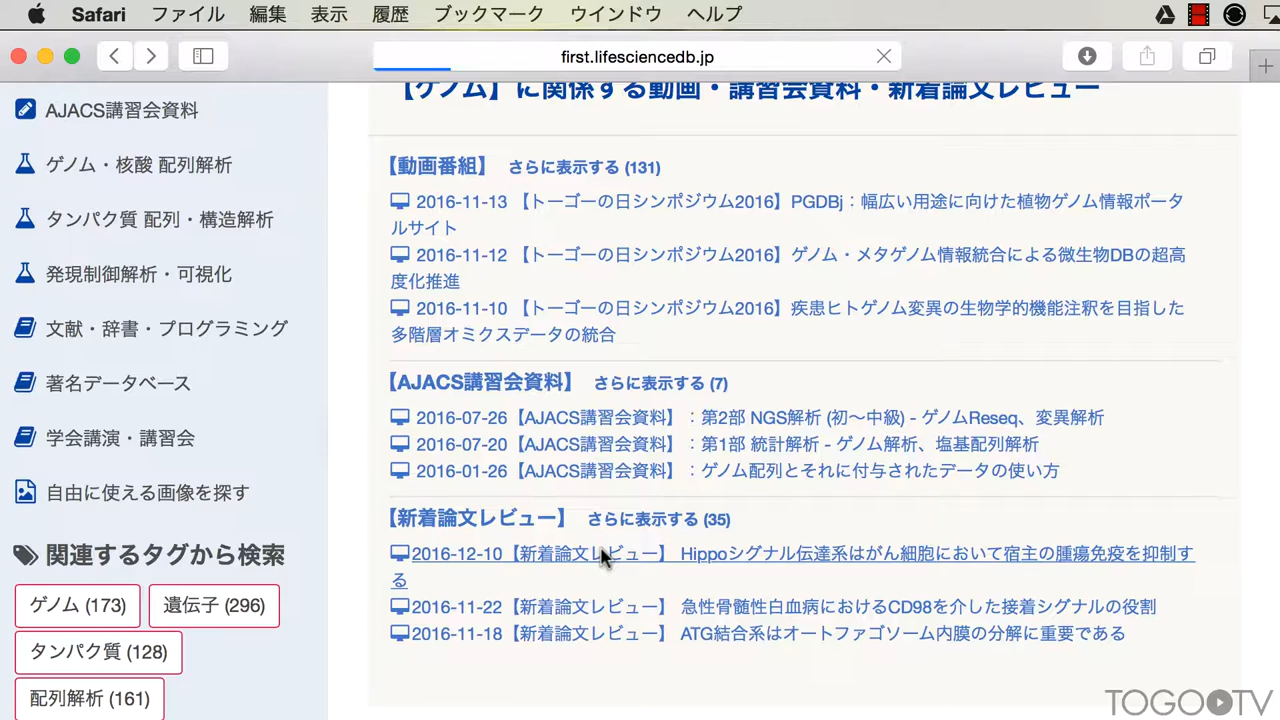 Safari ファイル 編集 表示 履歴 ブックマーク ウインドウ ヘルプ
first.lifesciencedb.jp
AJACS講習会資料
ゲノム・核酸 配列解析
タンパク質 配列・構造解析
発現制御解析・可視化
文献・辞書・プログラミング
著名データベース
学会講演・講習会
自由に使える画像を探す
関連するタグから検索
ゲノム (173) 遺伝子 (296)
タンパク質 (128)
配列解析 (161)
【ゲノム】に関係する動画・講習会資料・新着論文レビュー
【動画番組】 さらに表示する (131)
2016-11-13 【トーゴーの日シンポジウム2016】PGDBj：幅広い用途に向けた植物ゲノム情報ポータ
ルサイト
2016-11-12 【トーゴーの日シンポジウム2016】ゲノム・メタゲノム情報統合による微生物DBの超高
度化推進
2016-11-10 【トーゴーの日シンポジウム2016】疾患ヒトゲノム変異の生物学的機能注釈を目指した
多階層オミクスデータの統合
【AJACS講習会資料】 さらに表示する (7)
2016-07-26【AJACS講習会資料】：第2部 NGS解析 (初〜中級) - ゲノムReseq、変異解析
2016-07-20【AJACS講習会資料】：第1部 統計解析 - ゲノム解析、塩基配列解析
2016-01-26【AJACS講習会資料】：ゲノム配列とそれに付与されたデータの使い方
【新着論文レビュー】 さらに表示する (35)
2016-12-10【新着論文レビュー】 Hippoシグナル伝達系はがん細胞において宿主の腫瘍免疫を抑制す
る
2016-11-22【新着論文レビュー】 急性骨髄性白血病におけるCD98を介した接着シグナルの役割
2016-11-18【新着論文レビュー】 ATG結合系はオートファゴソーム内膜の分解に重要である
TOGO TV